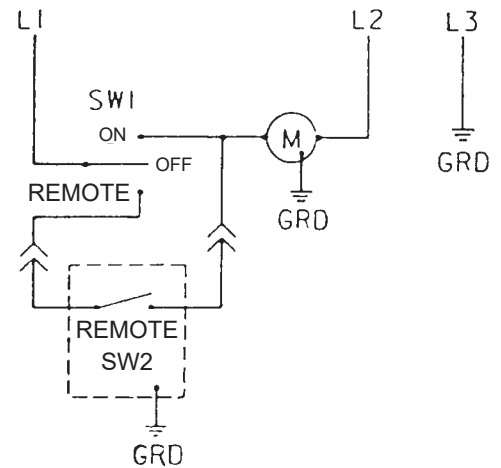 L1 L2 L3
SW1
ON
M
OFF
GRD
REMOTE
GRD
REMOTE
SW2
GRD